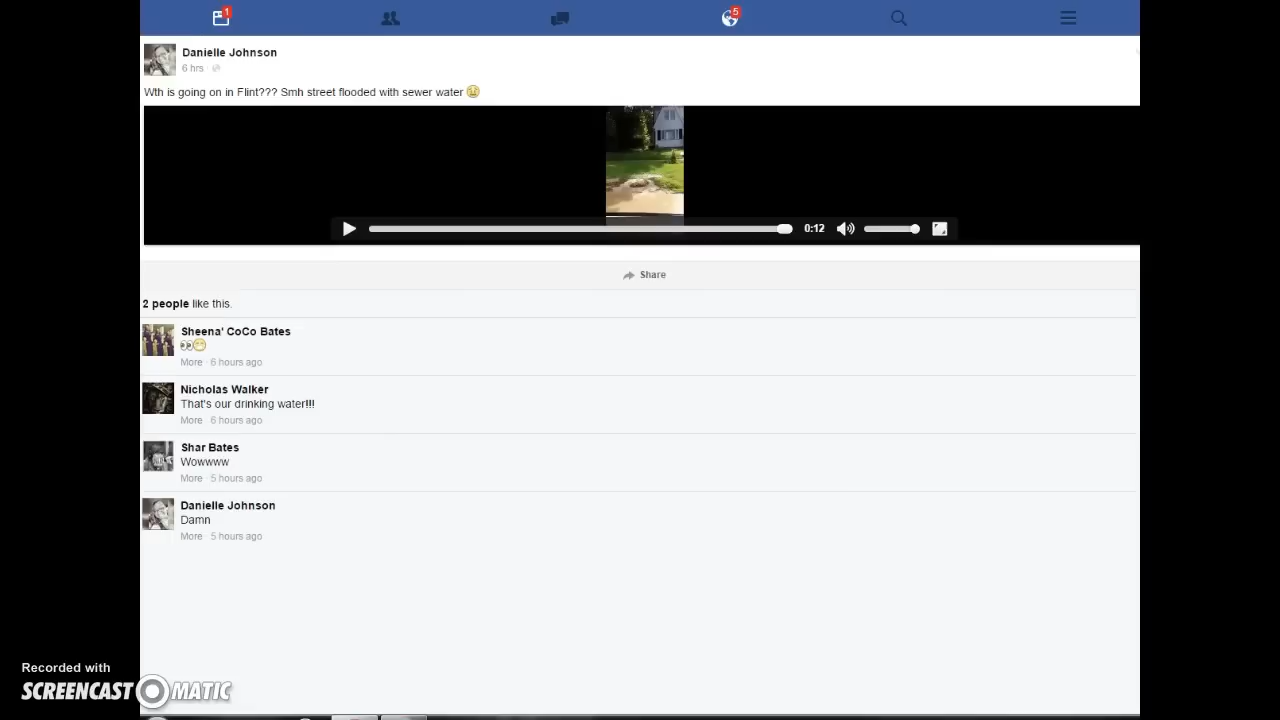 1
5
Danielle Johnson
6 hrs ·
Wth is going on in Flint??? Smh street flooded with sewer water 😢
0:12
Share
2 people like this.
Sheena' CoCo Bates
👀😁
More · 6 hours ago
Nicholas Walker
That's our drinking water!!!
More · 6 hours ago
Shar Bates
Wowwww
More · 5 hours ago
Danielle Johnson
Damn
More · 5 hours ago
Recorded with
SCREENCAST-O-MATIC